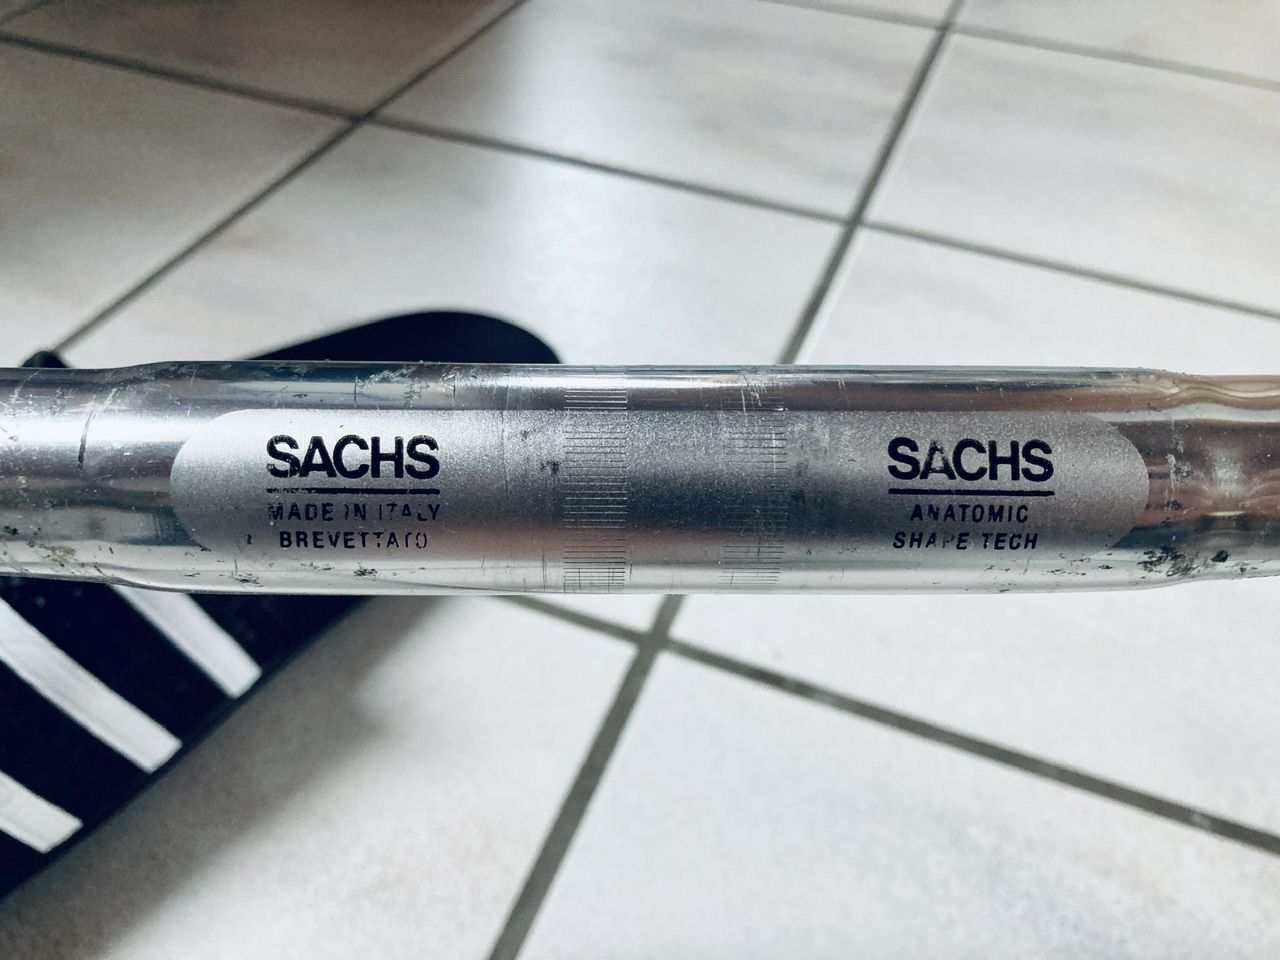 SACHS
MADE IN ITALY
BREVETTATO
SACHS
ANATOMIC
SHAPE TECH